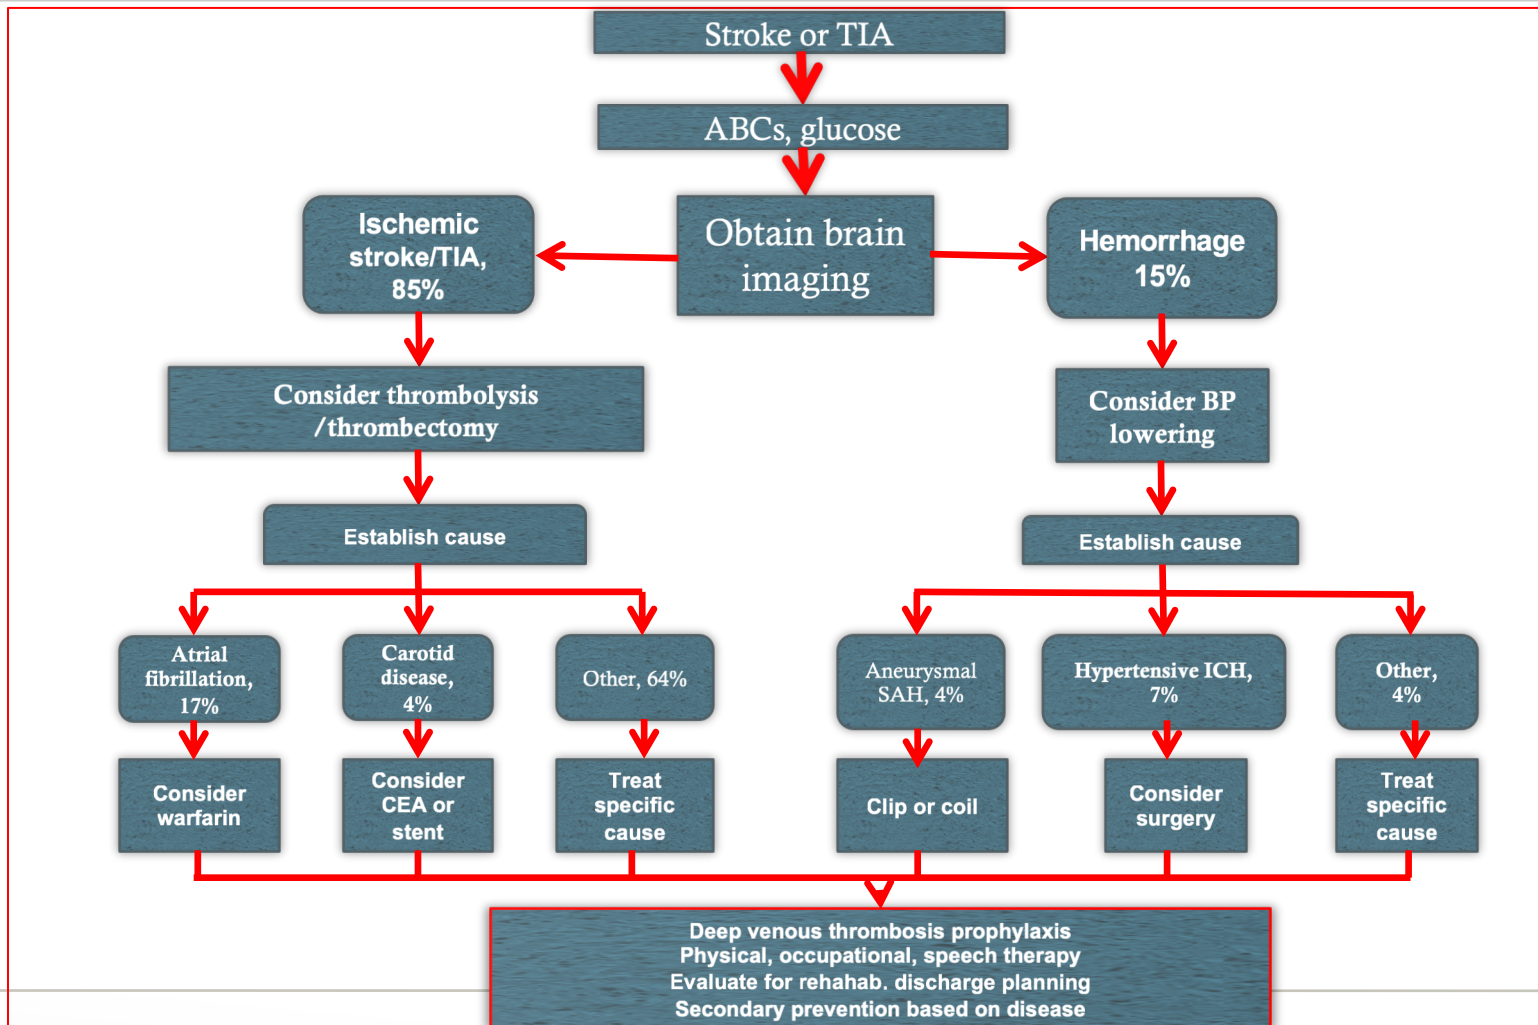 Stroke or TIA
ABCs, glucose
Obtain brain
imaging
Ischemic
stroke/TIA,
85%
Hemorrhage
15%
Consider thrombolysis
/thrombectomy
Consider BP
lowering
Establish cause
Establish cause
Atrial
fibrillation,
17%
Carotid
disease,
4%
Other, 64%
Aneurysmal
SAH, 4%
Hypertensive ICH,
7%
Other,
4%
Consider
warfarin
Consider
CEA or
stent
Treat
specific
cause
Clip or coil
Consider
surgery
Treat
specific
cause
Deep venous thrombosis prophylaxis
Physical, occupational, speech therapy
Evaluate for rehahab. discharge planning
Secondary prevention based on disease